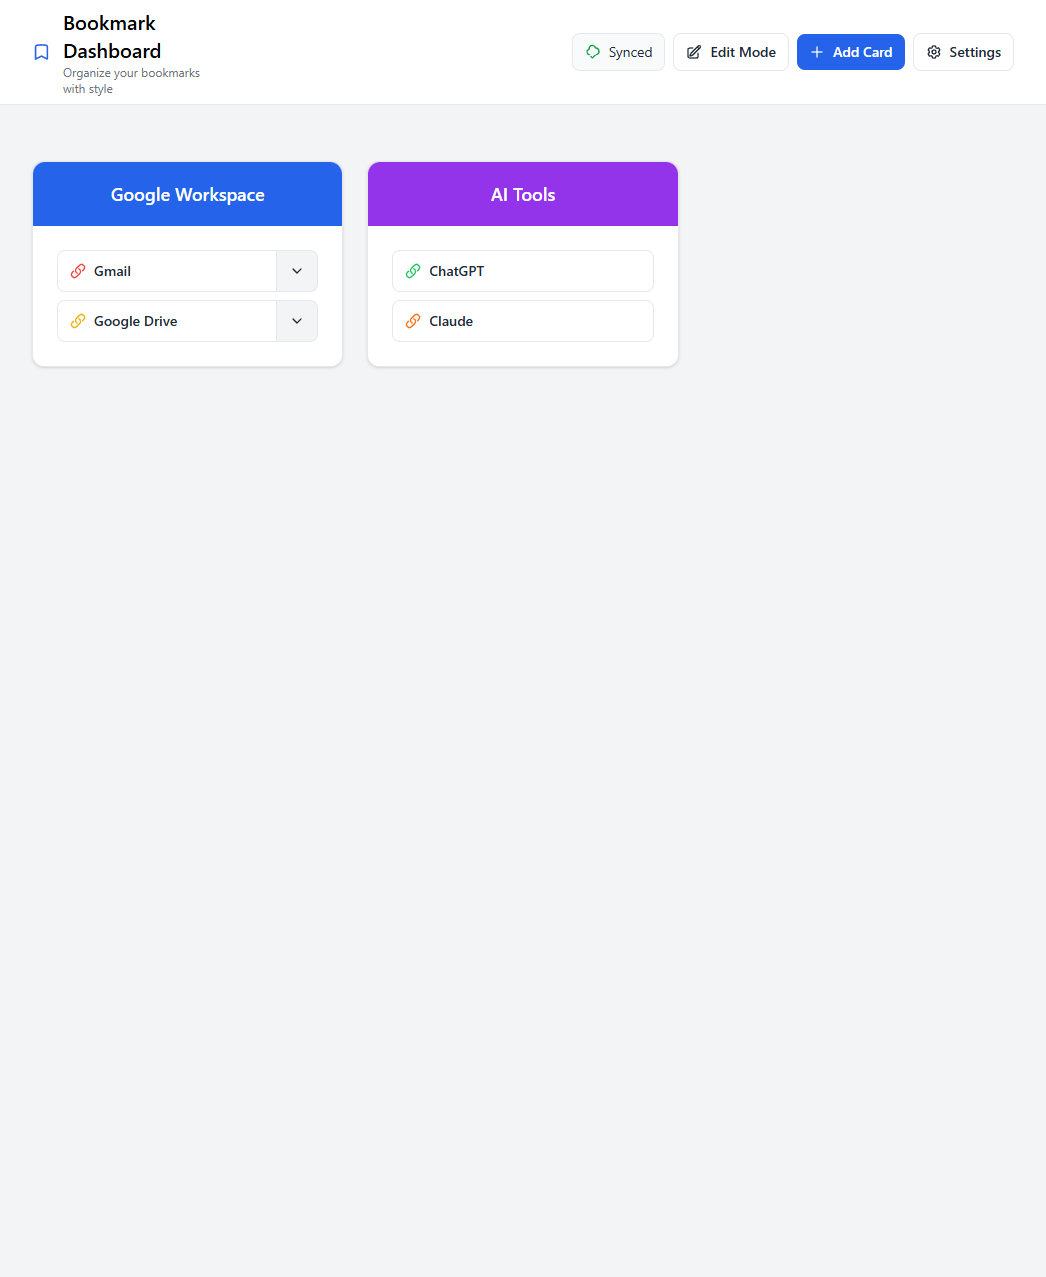 Bookmark
Dashboard
Organize your bookmarks
with style
Synced
Edit Mode
Add Card
Settings
Google Workspace
Gmail
Google Drive
AI Tools
ChatGPT
Claude